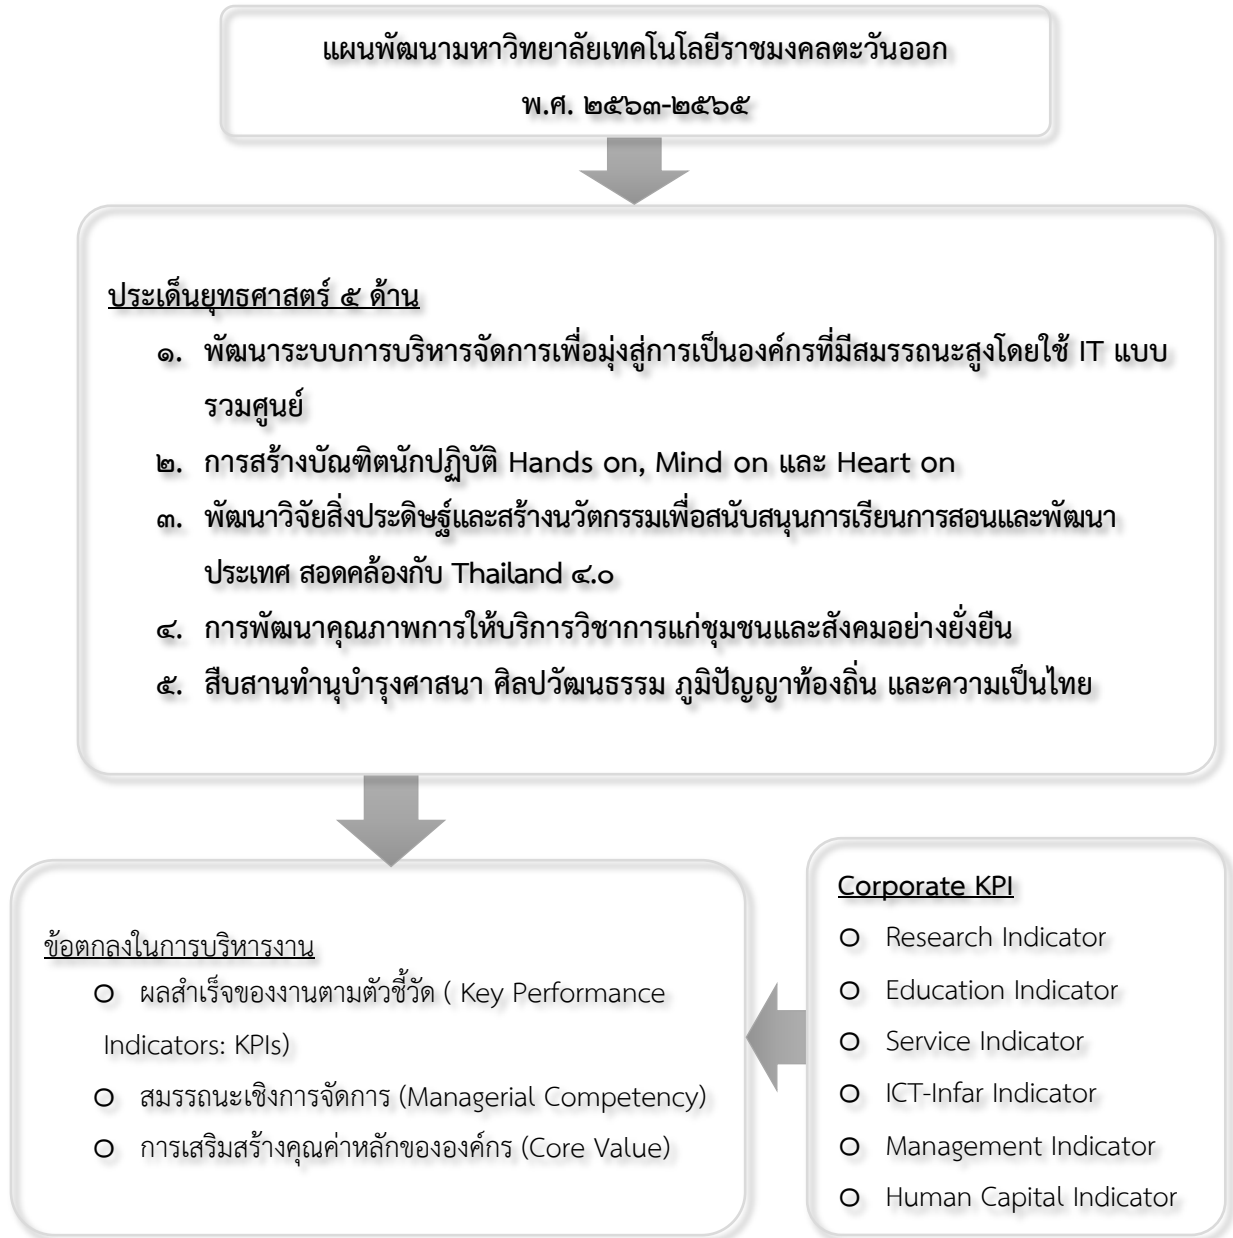 แผนพัฒนามหาวิทยาลัยเทคโนโลยีราชมงคลตะวันออก
พ.ศ. ๒๕๖๓-๒๕๖๕
ประเด็นยุทธศาสตร์ ๕ ด้าน
๑. พัฒนาระบบการบริหารจัดการเพื่อมุ่งสู่การเป็นองค์กรที่มีสมรรถนะสูงโดยใช้ IT แบบ
รวมศูนย์
๒. การสร้างบัณฑิตนักปฏิบัติ Hands on, Mind on และ Heart on
๓. พัฒนาวิจัยสิ่งประดิษฐ์และสร้างนวัตกรรมเพื่อสนับสนุนการเรียนการสอนและพัฒนา
ประเทศ สอดคล้องกับ Thailand ๔.๐
๔. การพัฒนาคุณภาพการให้บริการวิชาการแก่ชุมชนและสังคมอย่างยั่งยืน
๕. สืบสานทำนุบำรุงศาสนา ศิลปวัฒนธรรม ภูมิปัญญาท้องถิ่น และความเป็นไทย
ข้อตกลงในการบริหารงาน
o ผลสำเร็จของงานตามตัวชี้วัด ( Key Performance
Indicators: KPIs)
o สมรรถนะเชิงการจัดการ (Managerial Competency)
o การเสริมสร้างคุณค่าหลักขององค์กร (Core Value)
Corporate KPI
o Research Indicator
o Education Indicator
o Service Indicator
o ICT-Infar Indicator
o Management Indicator
o Human Capital Indicator